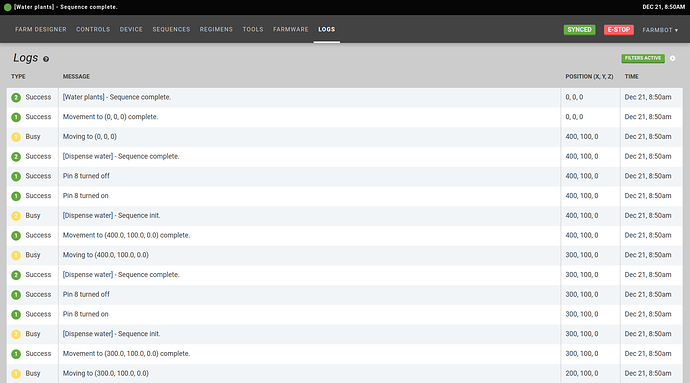 [Water plants] - Sequence complete. DEC 21, 8:50AM
FARM DESIGNER CONTROLS DEVICE SEQUENCES REGIMENS TOOLS FARMWARE LOGS SYNCED E-STOP FARMBOT
Logs FILTERS ACTIVE
TYPE MESSAGE POSITION (X, Y, Z) TIME
2 Success [Water plants] - Sequence complete. 0, 0, 0 Dec 21, 8:50am
1 Success Movement to (0, 0, 0) complete. 0, 0, 0 Dec 21, 8:50am
1 Busy Moving to (0, 0, 0) 400, 100, 0 Dec 21, 8:50am
2 Success [Dispense water] - Sequence complete. 400, 100, 0 Dec 21, 8:50am
1 Success Pin 8 turned off 400, 100, 0 Dec 21, 8:50am
1 Success Pin 8 turned on 400, 100, 0 Dec 21, 8:50am
2 Busy [Dispense water] - Sequence init. 400, 100, 0 Dec 21, 8:50am
1 Success Movement to (400.0, 100.0, 0.0) complete. 400, 100, 0 Dec 21, 8:50am
1 Busy Moving to (400.0, 100.0, 0.0) 300, 100, 0 Dec 21, 8:50am
2 Success [Dispense water] - Sequence complete. 300, 100, 0 Dec 21, 8:50am
1 Success Pin 8 turned off 300, 100, 0 Dec 21, 8:50am
1 Success Pin 8 turned on 300, 100, 0 Dec 21, 8:50am
2 Busy [Dispense water] - Sequence init. 300, 100, 0 Dec 21, 8:50am
1 Success Movement to (300.0, 100.0, 0.0) complete. 300, 100, 0 Dec 21, 8:50am
1 Busy Moving to (300.0, 100.0, 0.0) 200, 100, 0 Dec 21, 8:50am